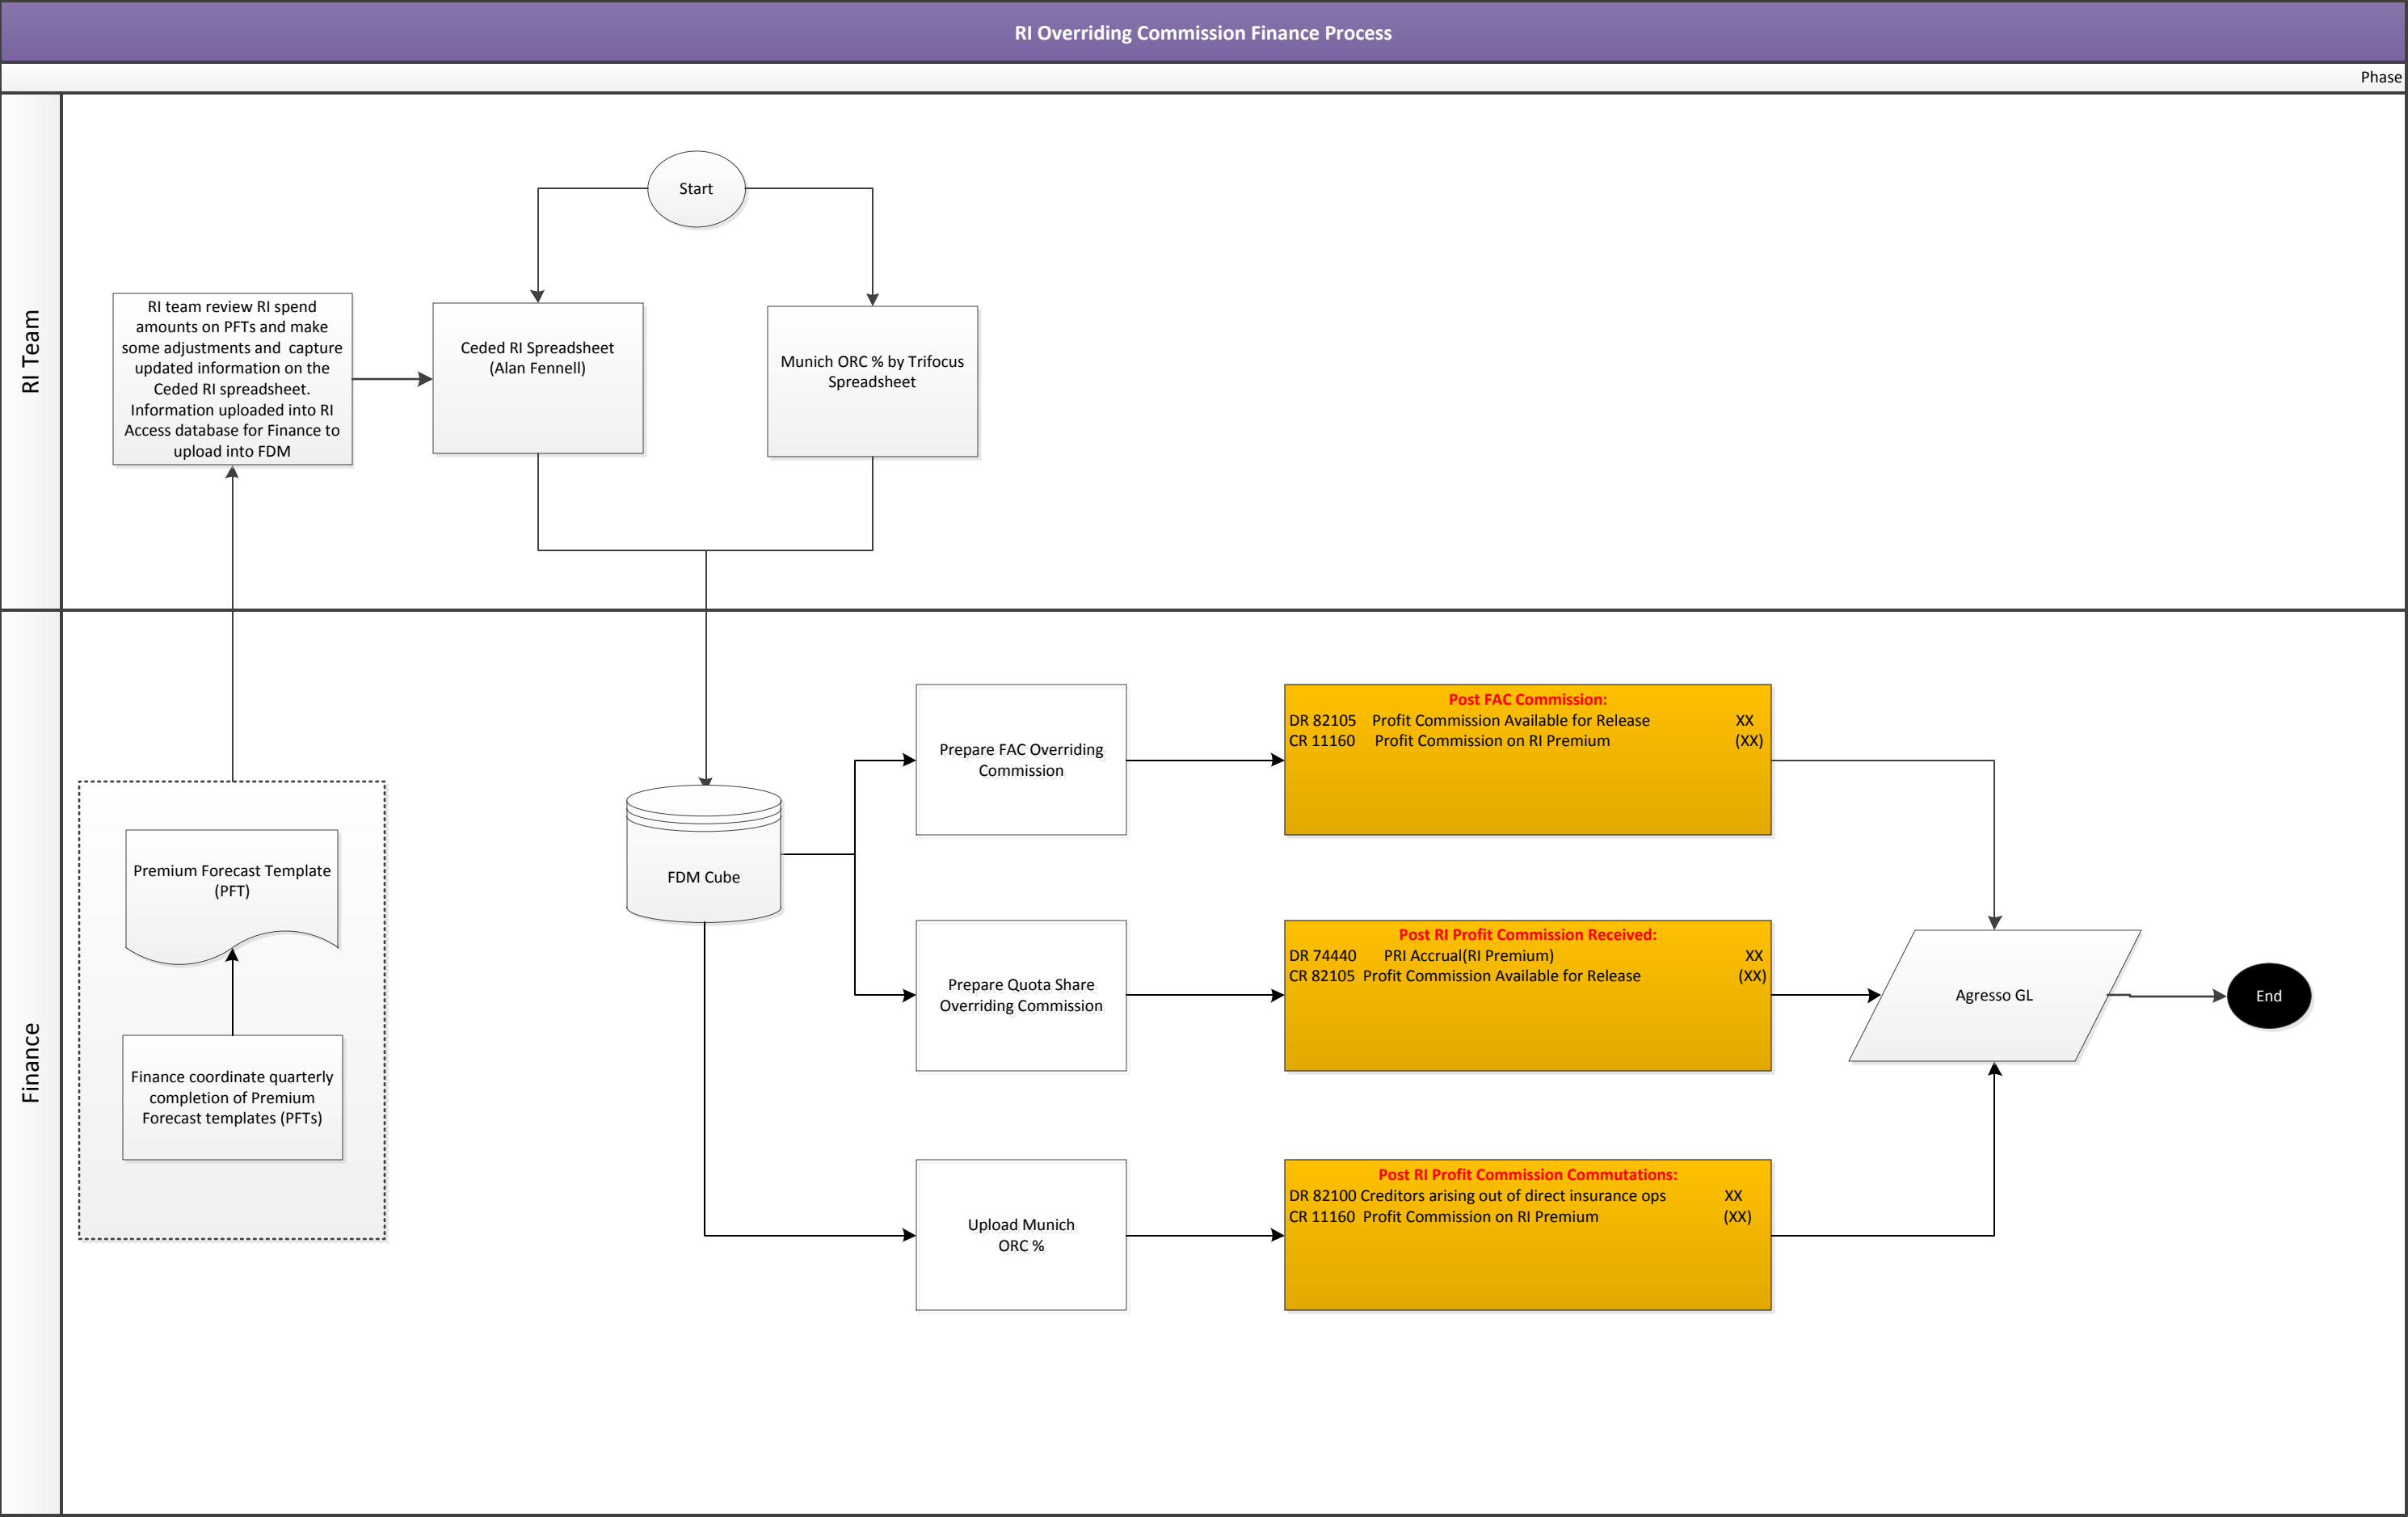 RI Overriding Commission Finance Process
Phase
RI Team
Start
RI team review RI spend
amounts on PFTs and make
some adjustments and  capture
updated information on the
Ceded RI spreadsheet.
Information uploaded into RI
Access database for Finance to
upload into FDM
Ceded RI Spreadsheet
(Alan Fennell)
Munich ORC % by Trifocus
Spreadsheet
Finance
Premium Forecast Template
(PFT)
Finance coordinate quarterly
completion of Premium
Forecast templates (PFTs)
FDM Cube
Prepare FAC Overriding
Commission
Post FAC Commission:
DR 82105    Profit Commission Available for Release    XX
CR 11160    Profit Commission on RI Premium    (XX)
Prepare Quota Share
Overriding Commission
Post RI Profit Commission Received:
DR 74440    PRI Accrual(RI Premium)    XX
CR 82105  Profit Commission Available for Release    (XX)
Agresso GL
End
Upload Munich
ORC %
Post RI Profit Commission Commutations:
DR 82100 Creditors arising out of direct insurance ops    XX
CR 11160  Profit Commission on RI Premium    (XX)